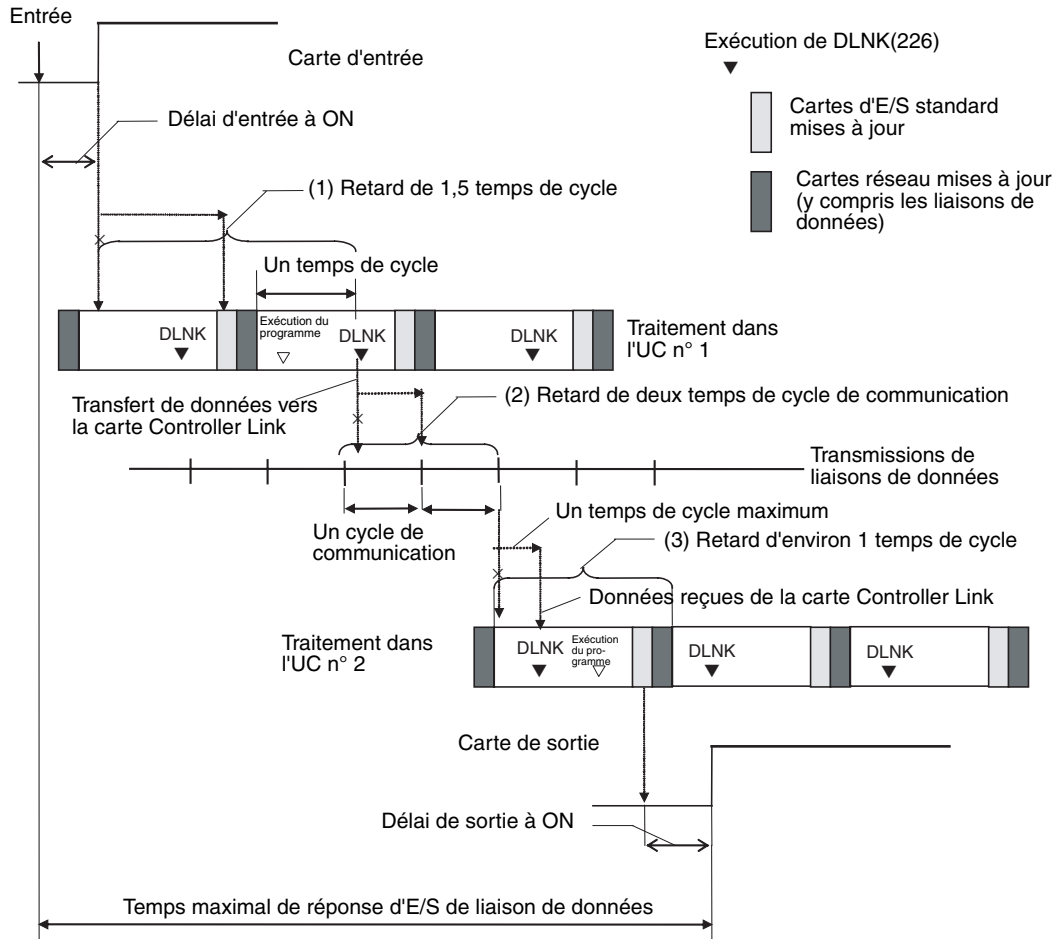 Entrée
Carte d'entrée
Exécution de DLNK(226)
Cartes d'E/S standard
mises à jour
Délai d'entrée à ON
Cartes réseau mises à jour
(y compris les liaisons de
données)
(1) Retard de 1,5 temps de cycle
Un temps de cycle
DLNK
Exécution du
programme
DLNK
DLNK
Traitement dans
l'UC n° 1
Transfert de données vers
la carte Controller Link
(2) Retard de deux temps de cycle de communication
Transmissions de
liaisons de données
Un cycle de
communication
Un temps de cycle maximum
(3) Retard d'environ 1 temps de cycle
Données reçues de la carte Controller Link
Traitement dans
l'UC n° 2
DLNK
Exécution
du pro-
gramme
DLNK
DLNK
Carte de sortie
Délai de sortie à ON
Temps maximal de réponse d'E/S de liaison de données